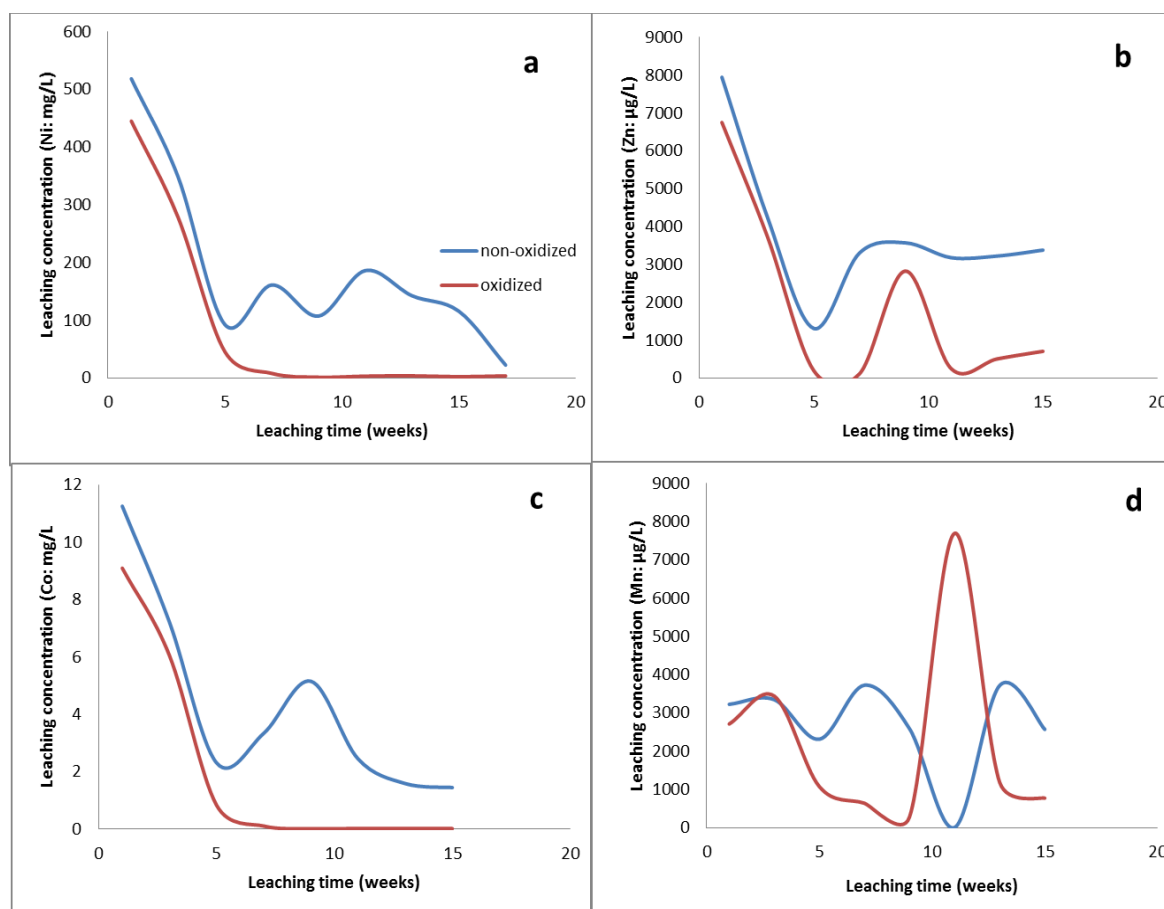 a
Leaching concentration (Ni: mg/L)
600
500
400
300
200
100
0
0 5 10 15 20
Leaching time (weeks)
non-oxidized
oxidized
b
Leaching concentration (Zn: µg/L)
9000
8000
7000
6000
5000
4000
3000
2000
1000
0
0 5 10 15 20
Leaching time (weeks)
c
Leaching concentration (Co: mg/L
12
10
8
6
4
2
0
0 5 10 15 20
Leaching time (weeks)
d
Leaching concentration (Mn: µg/L)
9000
8000
7000
6000
5000
4000
3000
2000
1000
0
0 5 10 15 20
Leaching time (weeks)